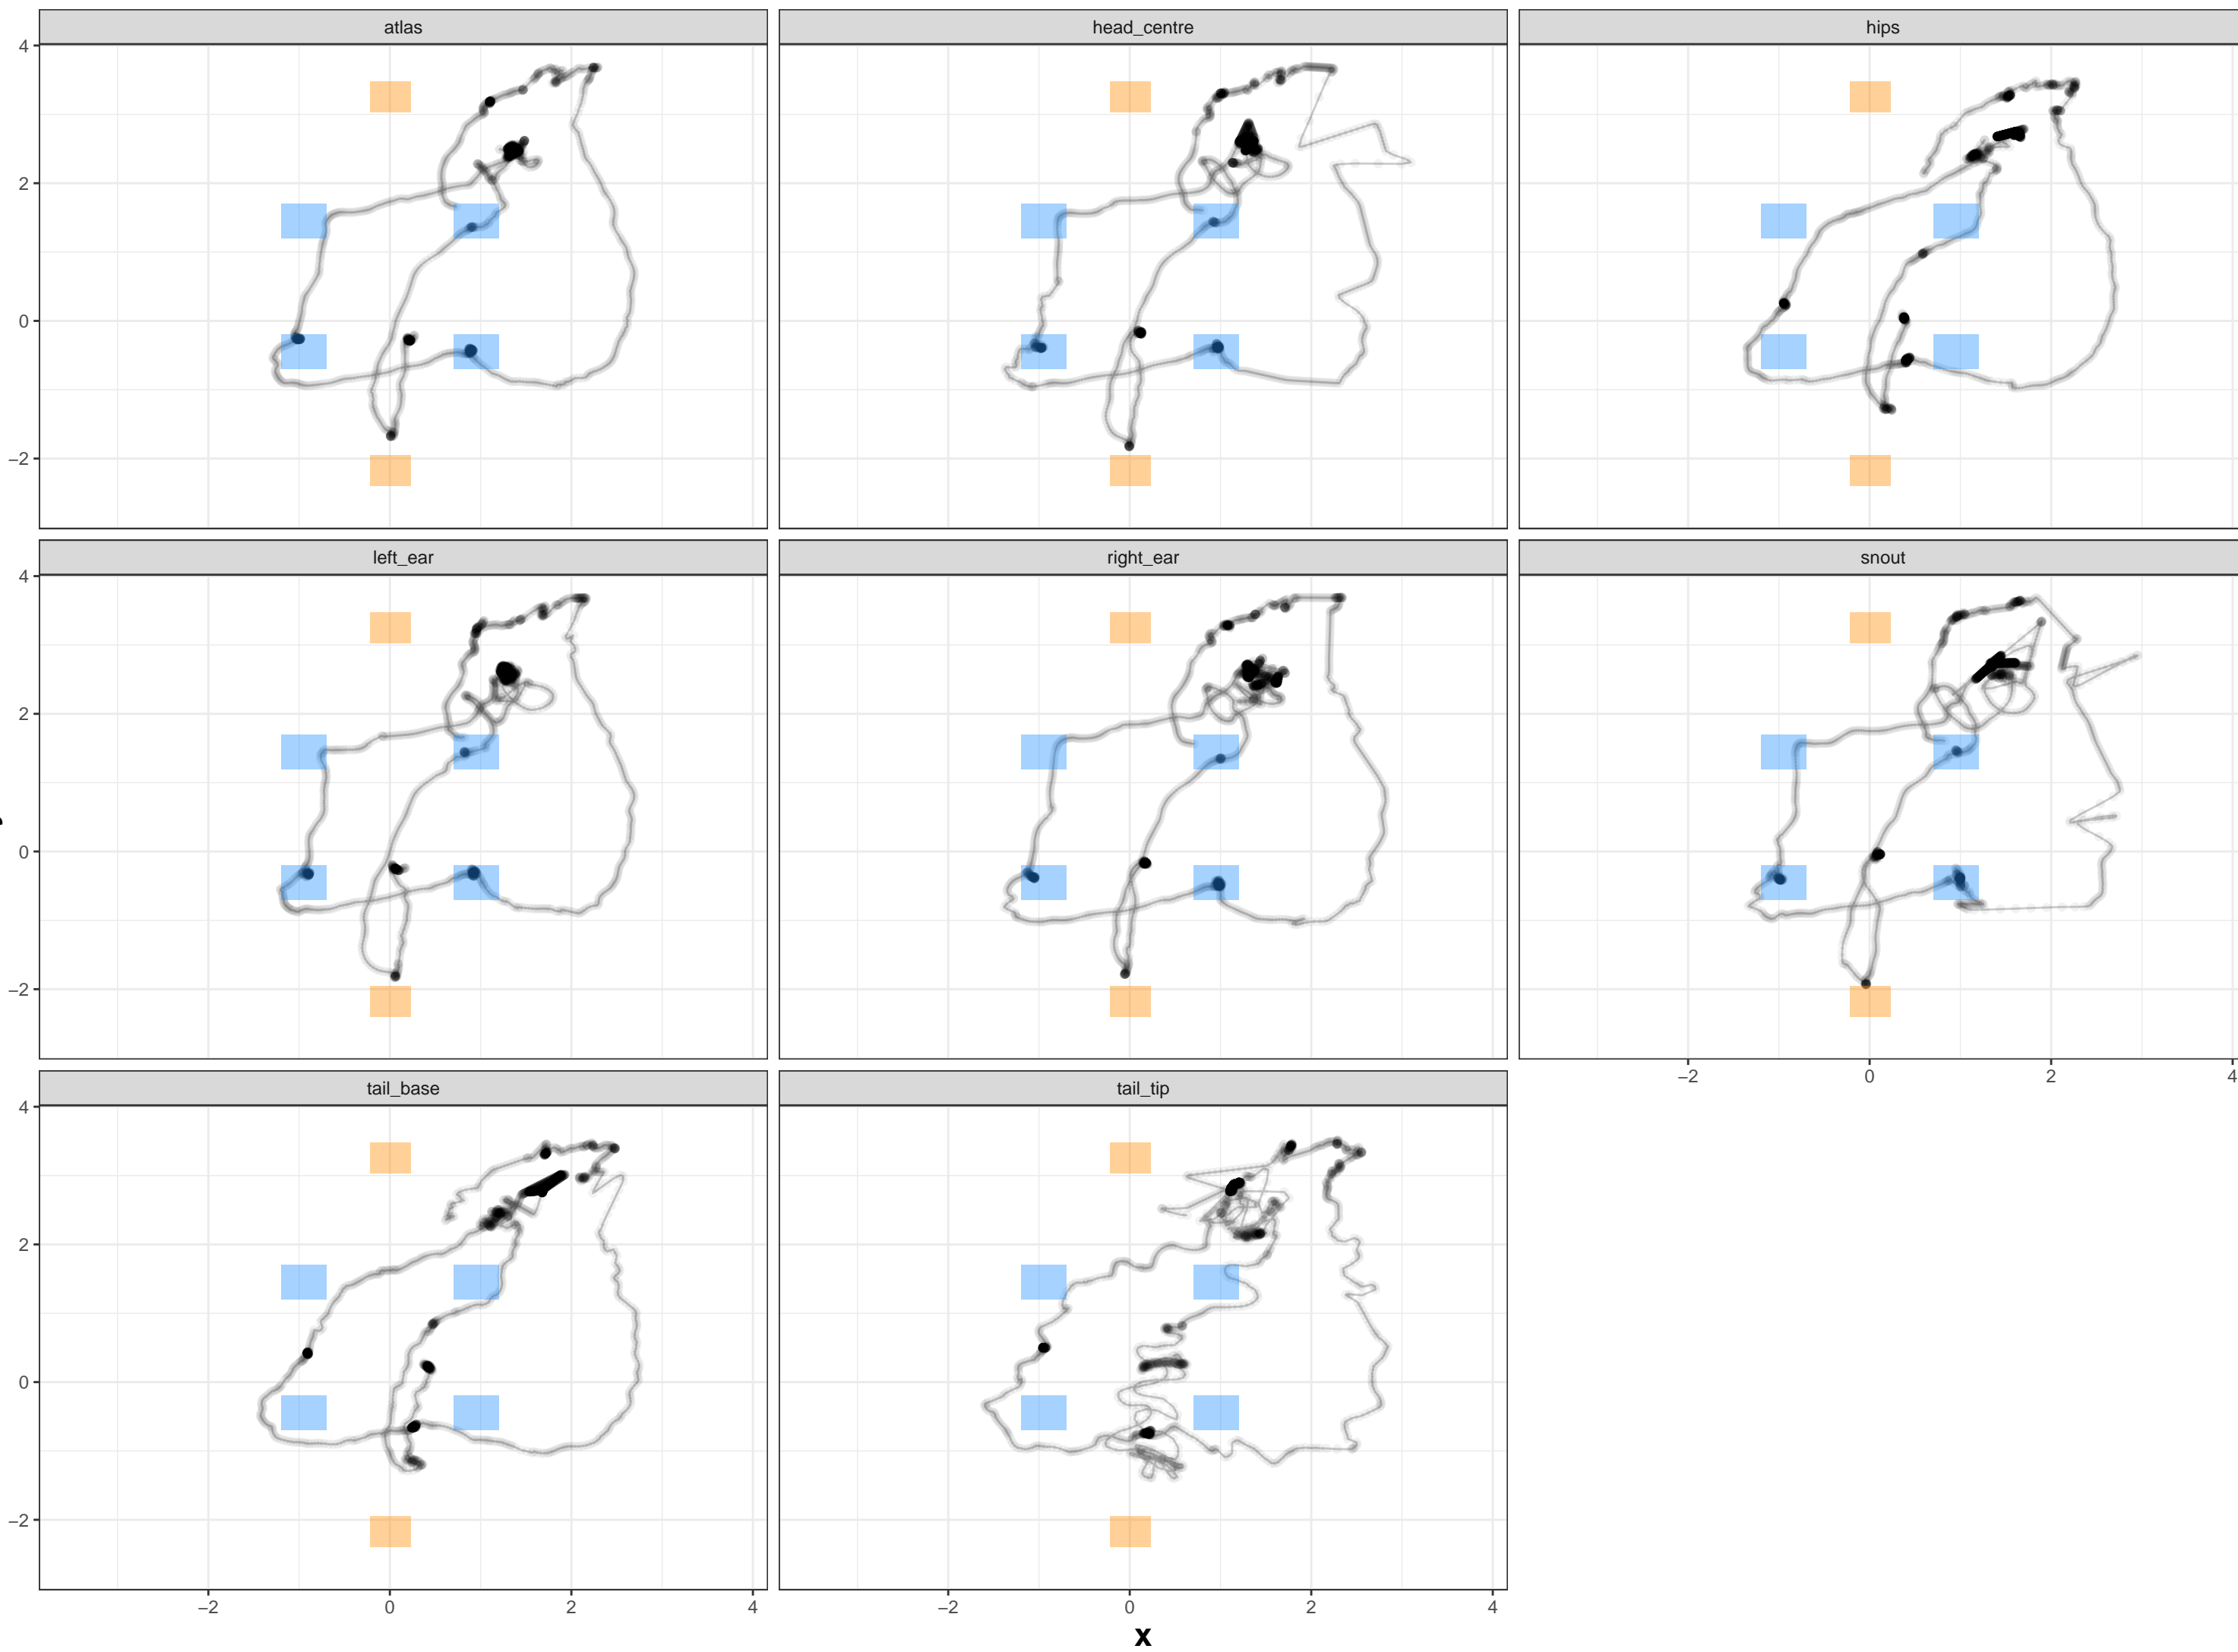 atlas head_centre hips
4
2
0
−2
left_ear right_ear snout
4
2
0
−2
−2 0 2 4
tail_base tail_tip
4
2
0
−2
−2 0 2 4 −2 0 2 4
x